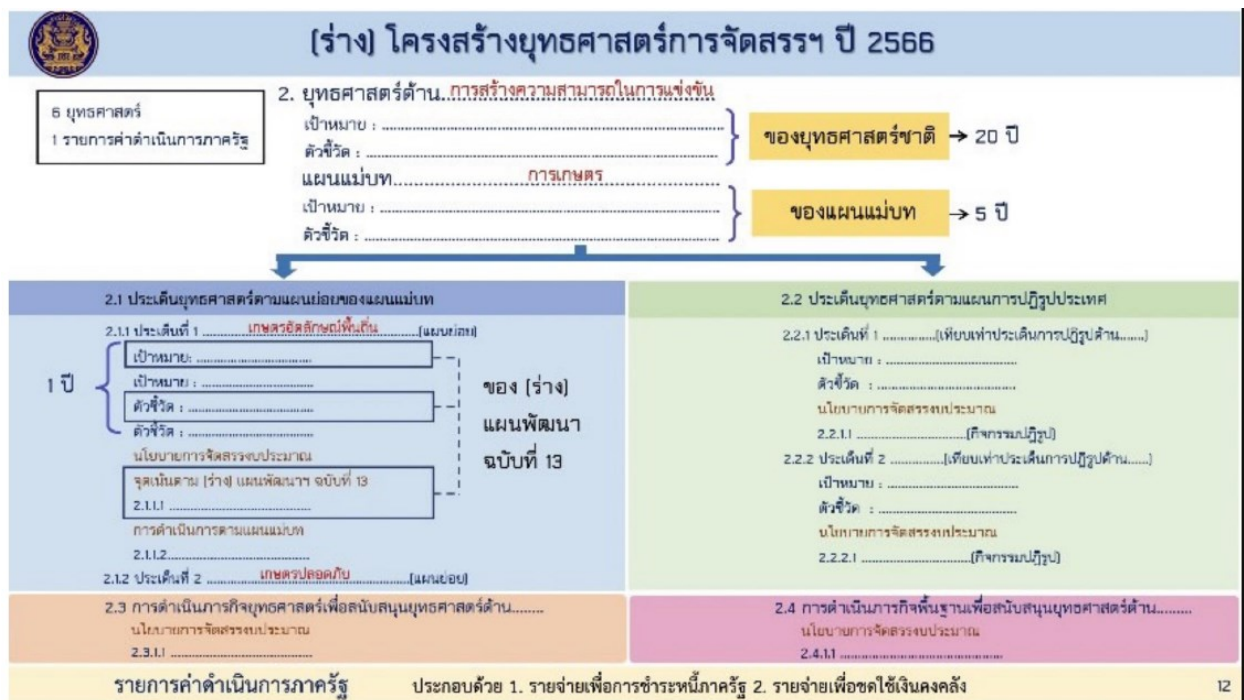 (ร่าง) โครงสร้างยุทธศาสตร์การจัดสรรฯ ปี 2566
6 ยุทธศาสตร์
1 รายการค่าดำเนินการภาครัฐ
2. ยุทธศาสตร์ด้าน..การสร้างความสามารถในการแข่งขัน
เป้าหมาย : ........................................
ตัวชี้วัด : ........................................
ของยุทธศาสตร์ชาติ → 20 ปี
แผนแม่บท..............การเกษตร..............
เป้าหมาย : ........................................
ตัวชี้วัด : ........................................
ของแผนแม่บท → 5 ปี
2.1 ประเด็นยุทธศาสตร์ตามแผนย่อยของแผนแม่บท
2.1.1 ประเด็นที่ 1 ..........เกษตรอัตลักษณ์พื้นถิ่น..........(แผนย่อย)
1 ปี
เป้าหมาย: ..............................
เป้าหมาย : ..............................
ตัวชี้วัด : ..............................
ตัวชี้วัด : ..............................
นโยบายการจัดสรรงบประมาณ
จุดเน้นตาม (ร่าง) แผนพัฒนาฯ ฉบับที่ 13
2.1.1.1 ..............................
การดำเนินการตามแผนแม่บท
2.1.1.2..............................
2.1.2 ประเด็นที่ 2 ..........เกษตรปลอดภัย..........(แผนย่อย)
ของ (ร่าง)
แผนพัฒนา
ฉบับที่ 13
2.2 ประเด็นยุทธศาสตร์ตามแผนการปฏิรูปประเทศ
2.2.1 ประเด็นที่ 1 ..............(เทียบเท่าประเด็นการปฏิรูปด้าน.......)
เป้าหมาย : ..............................
ตัวชี้วัด : ..............................
นโยบายการจัดสรรงบประมาณ
2.2.1.1 ..............................(กิจกรรมปฏิรูป)
2.2.2 ประเด็นที่ 2 ..............(เทียบเท่าประเด็นการปฏิรูปด้าน......)
เป้าหมาย : ..............................
ตัวชี้วัด : ..............................
นโยบายการจัดสรรงบประมาณ
2.2.2.1 ..............................(กิจกรรมปฏิรูป)
2.3 การดำเนินภารกิจยุทธศาสตร์เพื่อสนับสนุนยุทธศาสตร์ด้าน........
นโยบายการจัดสรรงบประมาณ
2.3.1.1 ..............................
2.4 การดำเนินภารกิจพื้นฐานเพื่อสนับสนุนยุทธศาสตร์ด้าน.........
นโยบายการจัดสรรงบประมาณ
2.4.1.1 ..............................
รายการค่าดำเนินการภาครัฐ ประกอบด้วย 1. รายจ่ายเพื่อการชำระหนี้ภาครัฐ 2. รายจ่ายเพื่อชดใช้เงินคงคลัง
12